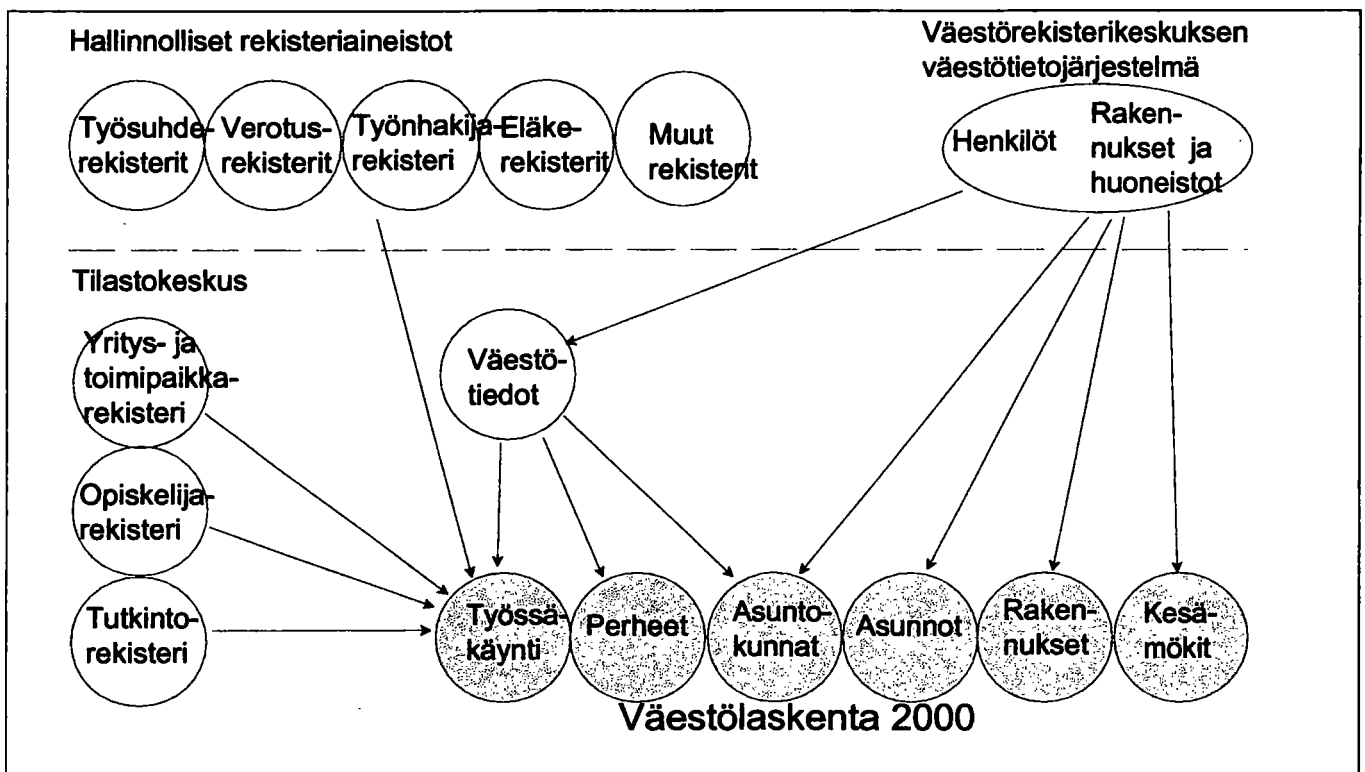 Hallinnolliset rekisteriaineistot
Väestörekisterikeskuksen
väestötietojärjestelmä
Työsuhde-
rekisterit
Verotus-
rekisterit
Työnhakija-
rekisteri
Eläke-
rekisterit
Muut
rekisterit
Henkilöt
Raken-
nukset ja
huoneistot
Tilastokeskus
Yritys- ja
toimipaikka-
rekisteri
Väestö-
tiedot
Opiskelija-
rekisteri
Tutkinto-
rekisteri
Työssä-
käynti
Perheet
Asunto-
kunnat
Asunnot
Raken-
nukset
Kesä-
mökit
Väestölaskenta 2000